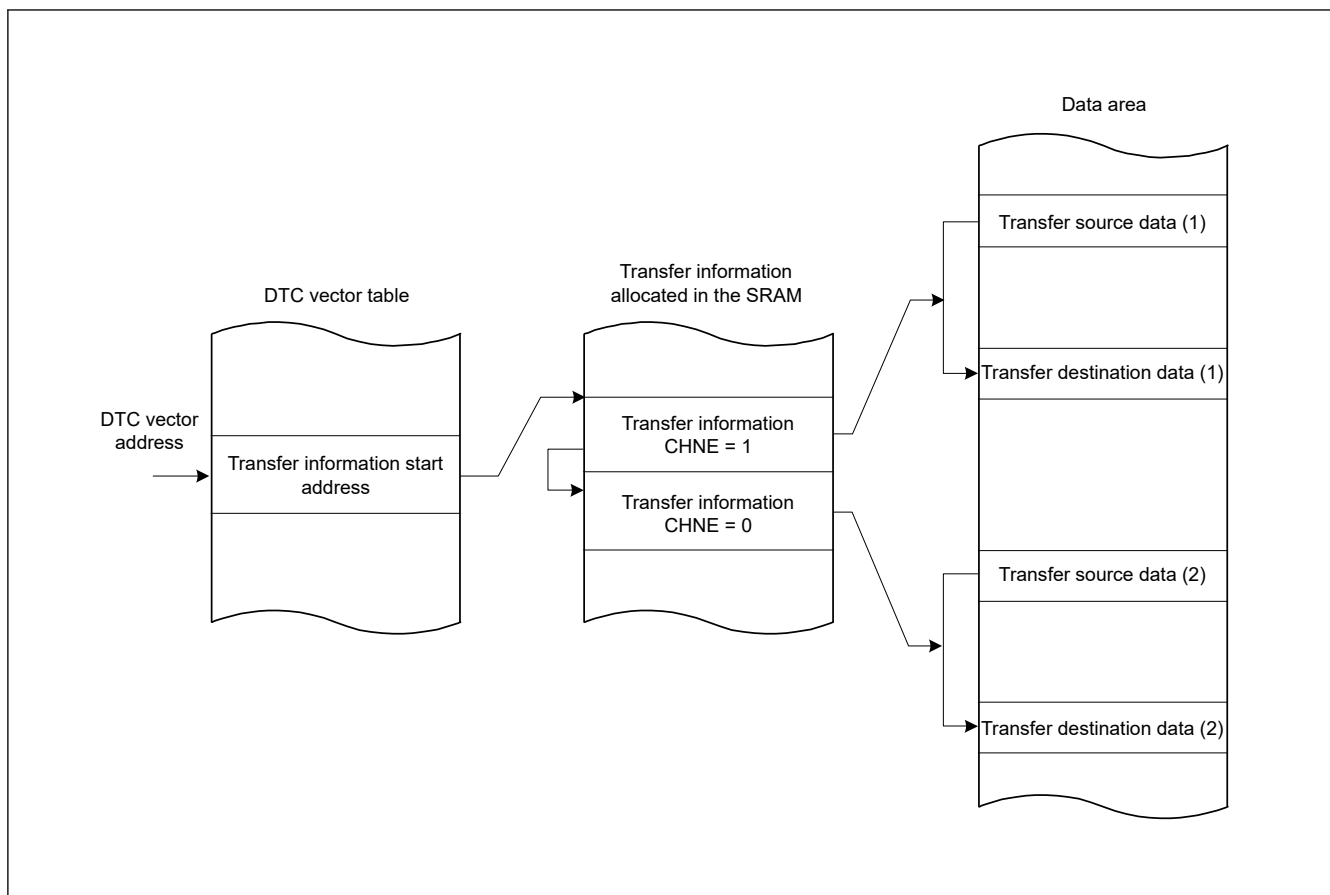 DTC vector
address
DTC vector table
Transfer information start
address
Transfer information
allocated in the SRAM
Transfer information
CHNE = 1
Transfer information
CHNE = 0
Data area
Transfer source data (1)
Transfer destination data (1)
Transfer source data (2)
Transfer destination data (2)